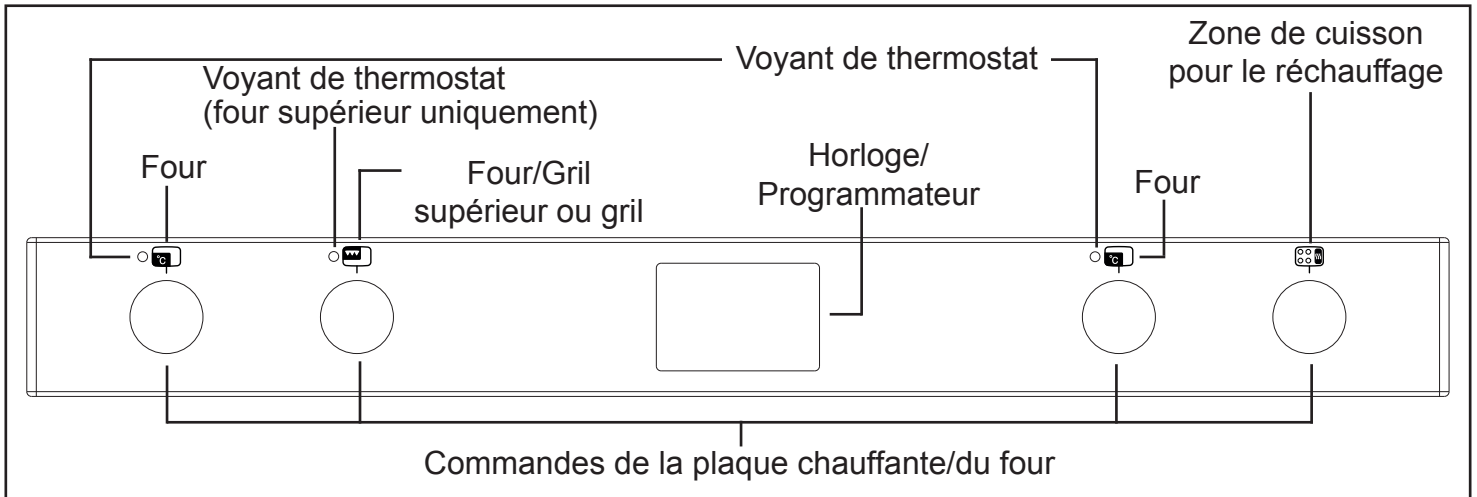 Zone de cuisson
pour le réchauffage
Voyant de thermostat
Voyant de thermostat
(four supérieur uniquement)
Four
Four/Gril
supérieur ou gril
Horloge/
Programmateur
Four
°C
°C
Commandes de la plaque chauffante/du four